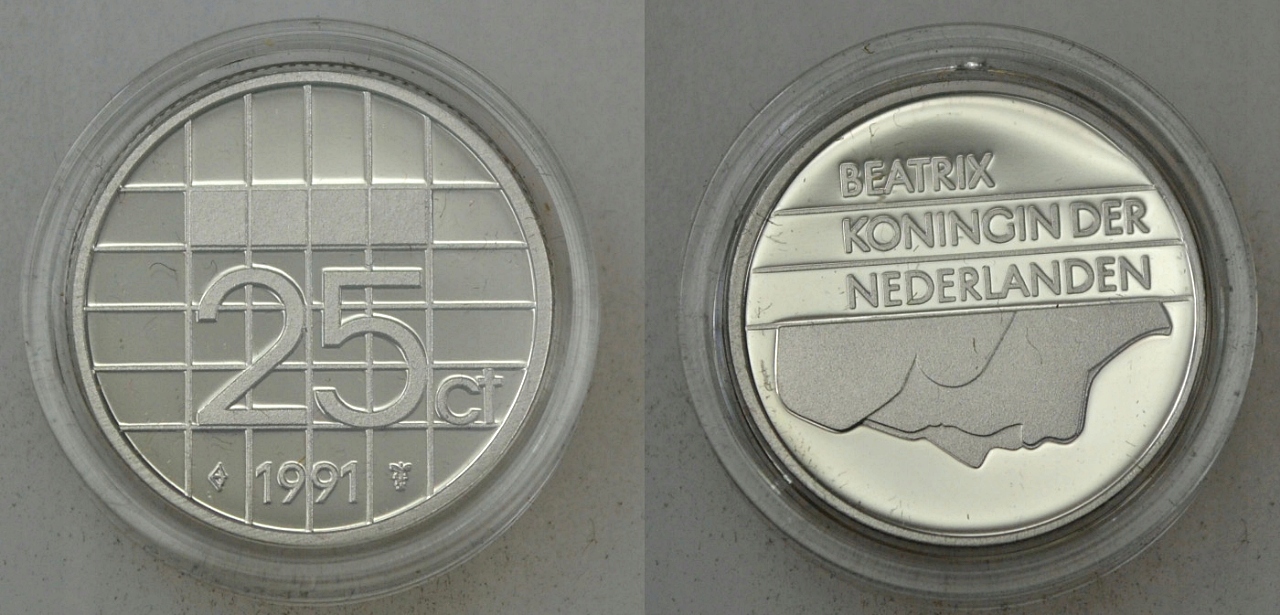 25 ct
1991
BEATRIX
KONINGIN DER
NEDERLANDEN